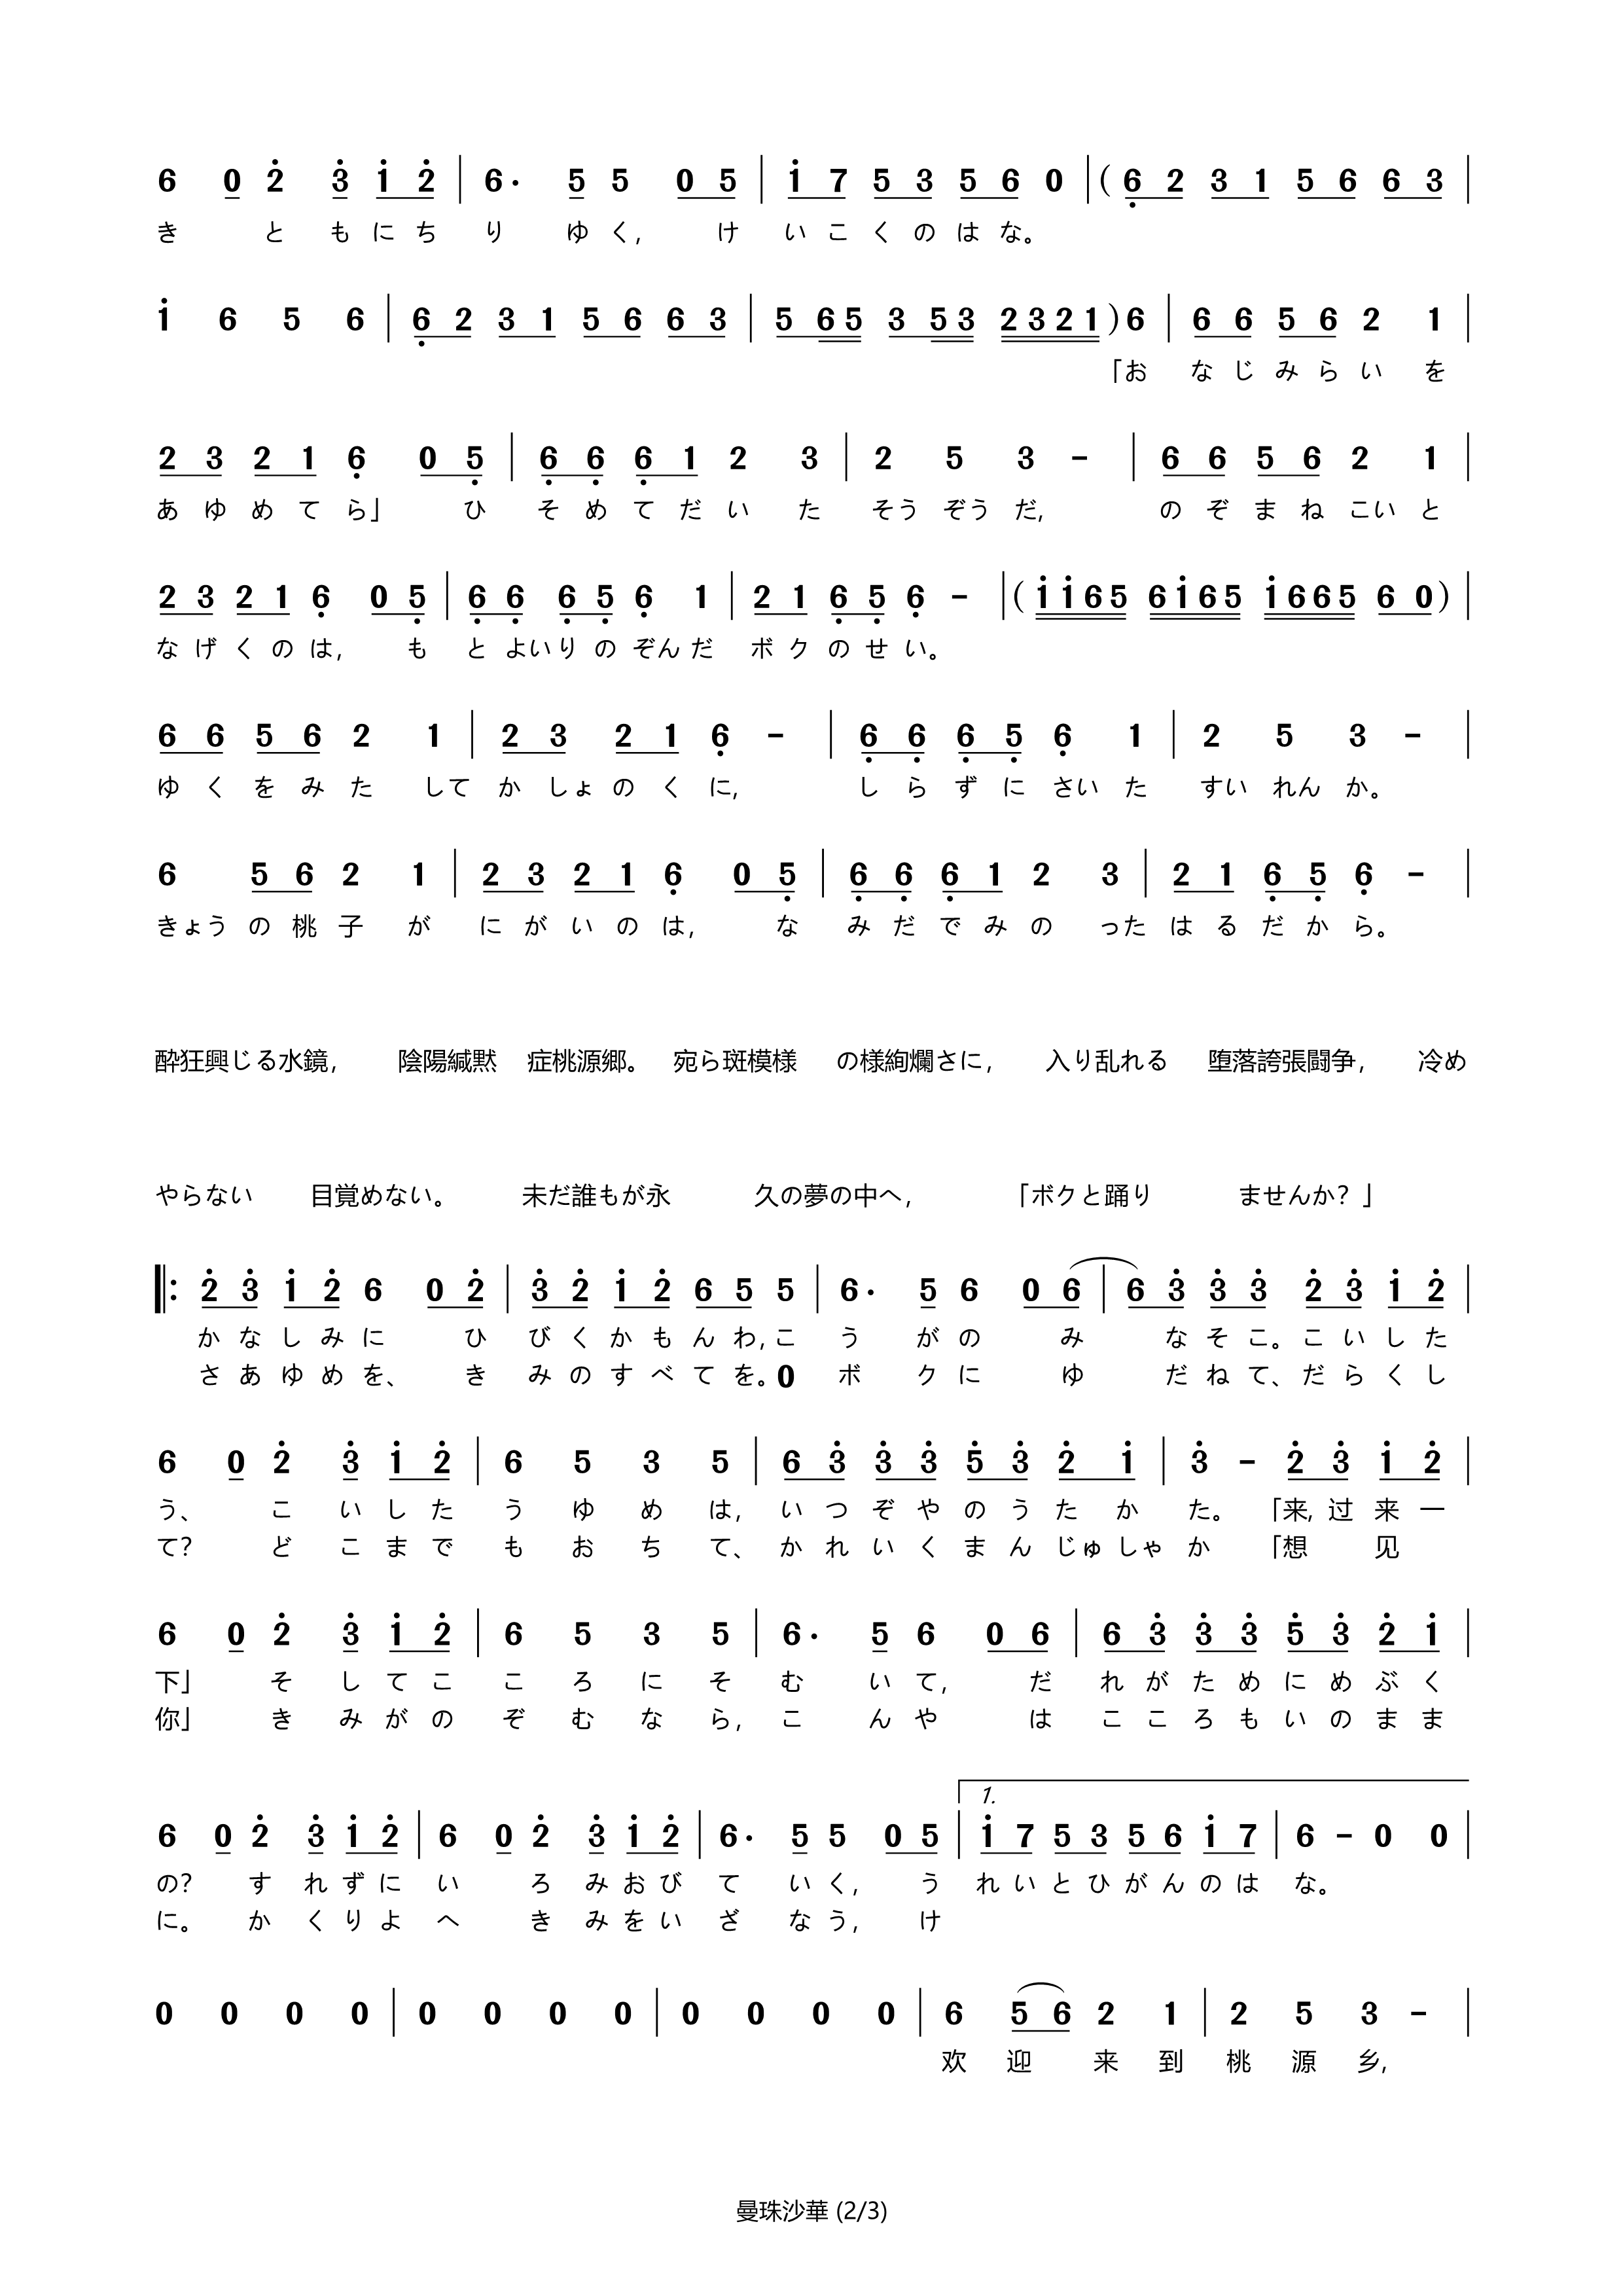 6 0 2 3 1 2 | 6· 5 5 0 5 | 1 7 5 3 5 6 0 | (6 2 3 1 5 6 6 3 |
き と も に ち り ゆ く, け い こ く の は な。
1 6 5 6 | 6 2 3 1 5 6 6 3 | 5 6 5 3 5 3 2 3 2 1) 6 | 6 6 5 6 2 1 |
「お な じ み ら い を
2 3 2 1 6 0 5 | 6 6 6 1 2 3 | 2 5 3 - | 6 6 5 6 2 1 |
あ ゆ め て ら」 ひ そ め て だ い た そう ぞう だ, の ぞ ま ね こい と
2 3 2 1 6 0 5 | 6 6 6 5 6 1 | 2 1 6 5 6 - | (1 1 6 5 6 1 6 5 1 6 6 5 6 0) |
な げ く の は, も と よい り の ぞん だ ボ ク の せ い。
6 6 5 6 2 1 | 2 3 2 1 6 - | 6 6 6 5 6 1 | 2 5 3 - |
ゆ く を み た して か しょ の く に, し ら ず に さい た すい れん か。
6 5 6 2 1 | 2 3 2 1 6 0 5 | 6 6 6 1 2 3 | 2 1 6 5 6 - |
きょう の 桃 子 が に が い の は, な み だ で み の った は る だ か ら。
酔狂興じる水鏡, 陰陽緘黙 症桃源郷。 宛ら斑模様 の様絢爛さに, 入り乱れる 堕落誇張闘争, 冷め
やらない 目覚めない。 未だ誰もが永 久の夢の中へ, 「ボクと踊り ませんか？」
2 3 1 2 6 0 2 | 3 2 1 2 6 5 5 | 6· 5 6 0 6 | 6 3 3 3 2 3 1 2 |
か な し み に ひ び く か も ん わ, こ う が の み な そ こ。 こ い し た
さ あ ゆ め を、 き み の す べ て を。 0 ボ ク に ゆ だ ね て、 だ ら く し
6 0 2 3 1 2 | 6 5 3 5 | 6 3 3 3 5 3 2 1 | 3 - 2 3 1 2 |
う、 こ い し た う ゆ め は, い つ ぞ や の う た か た。 「来, 过 来 一
て? ど こ ま で も お ち て、 か れ い く ま ん じゅ しゃ か 「想 见
6 0 2 3 1 2 | 6 5 3 5 | 6· 5 6 0 6 | 6 3 3 3 5 3 2 1 |
下」 そ し て こ こ ろ に そ む い て, だ れ が た め に め ぶ く
你」 き み が の ぞ む な ら, こ ん や は こ こ ろ も い の ま ま
1.
6 0 2 3 1 2 | 6 0 2 3 1 2 | 6· 5 5 0 5 | 1 7 5 3 5 6 1 7 | 6 - 0 0 |
の? す れ ず に い ろ み お び て い く, う れ い と ひ が ん の は な。
に。 か く り よ へ き み を い ざ な う, け
0 0 0 0 | 0 0 0 0 | 0 0 0 0 | 6 5 6 2 1 | 2 5 3 - |
欢 迎 来 到 桃 源 乡,
曼珠沙華 (2/3)